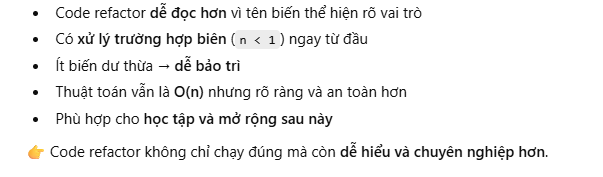 • Code refactor dễ đọc hơn vì tên biến thể hiện rõ vai trò
• Có xử lý trường hợp biên ( n < 1 ) ngay từ đầu
• Ít biến dư thừa → dễ bảo trì
• Thuật toán vẫn là O(n) nhưng rõ ràng và an toàn hơn
• Phù hợp cho học tập và mở rộng sau này
👉 Code refactor không chỉ chạy đúng mà còn dễ hiểu và chuyên nghiệp hơn.